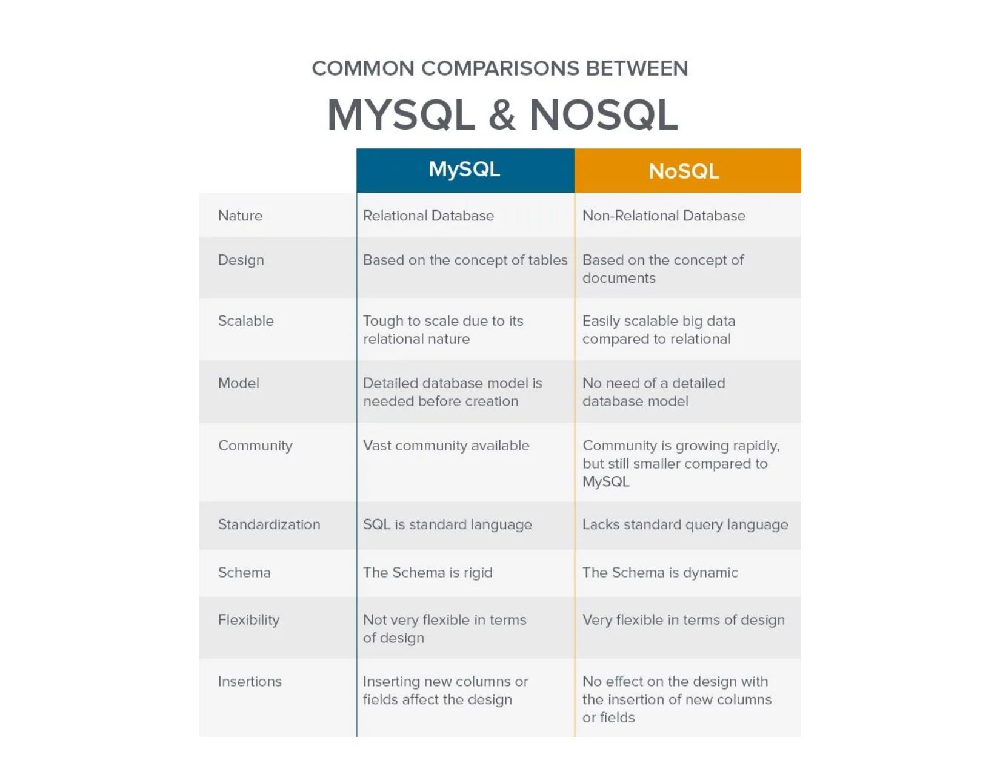 COMMON COMPARISONS BETWEEN
MYSQL & NOSQL
MySQL NoSQL
Nature Relational Database Non-Relational Database
Design Based on the concept of tables Based on the concept of
documents
Scalable Tough to scale due to its Easily scalable big data
relational nature compared to relational
Model Detailed database model is No need of a detailed
needed before creation database model
Community Vast community available Community is growing rapidly,
but still smaller compared to
MySQL
Standardization SQL is standard language Lacks standard query language
Schema The Schema is rigid The Schema is dynamic
Flexibility Not very flexible in terms Very flexible in terms of design
of design
Insertions Inserting new columns or No effect on the design with
fields affect the design the insertion of new columns
or fields